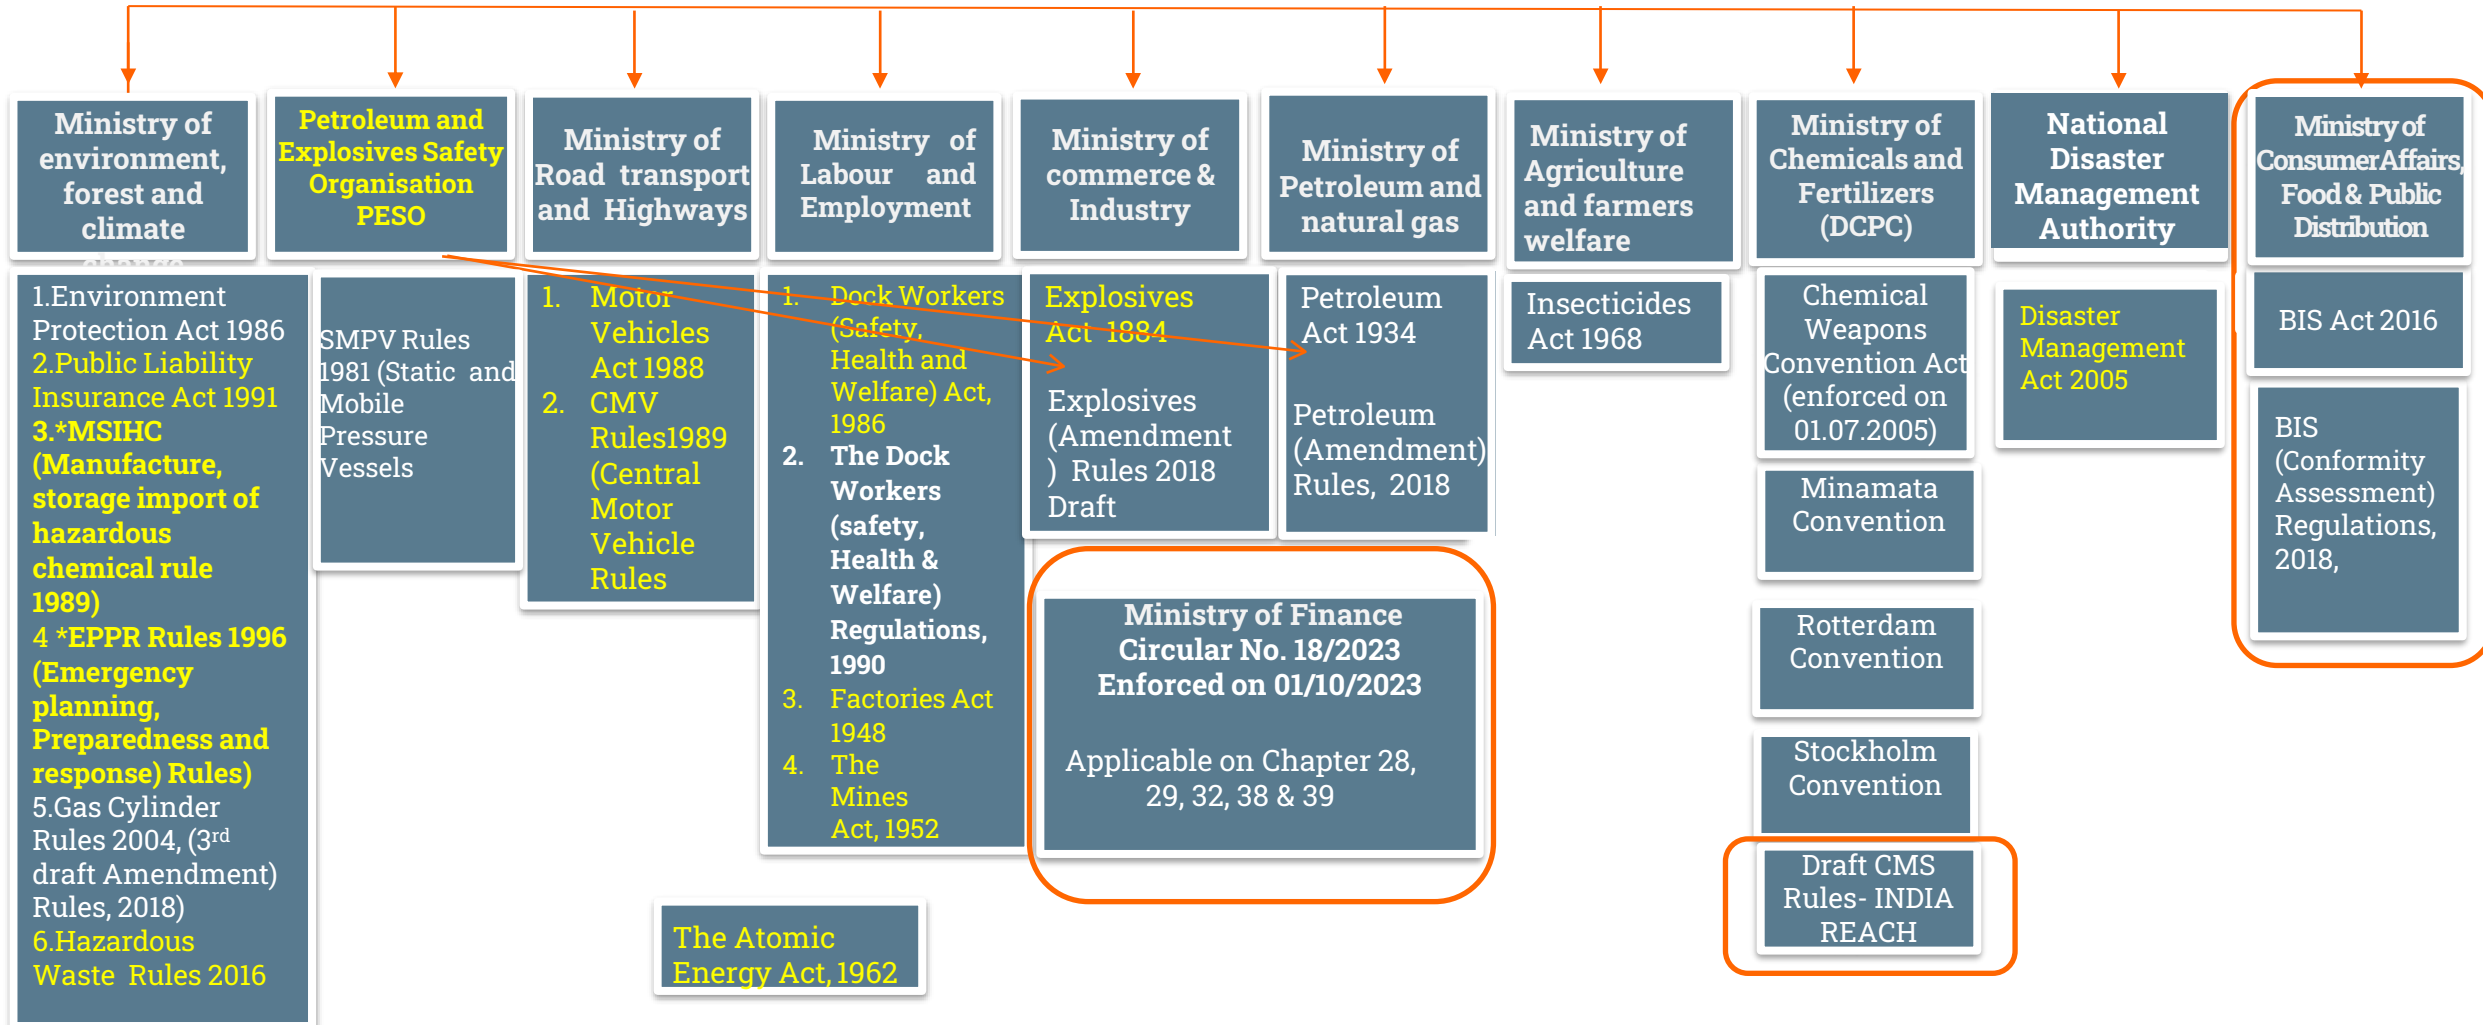 Ministry of
environment,
forest and
climate
change
Petroleum and
Explosives Safety
Organisation
PESO
Ministry of
Road transport
and Highways
Ministry of
Labour and
Employment
Ministry of
commerce &
Industry
Ministry of
Petroleum and
natural gas
Ministry of
Agriculture
and farmers
welfare
Ministry of
Chemicals and
Fertilizers
(DCPC)
National
Disaster
Management
Authority
Ministry of
Consumer Affairs,
Food & Public
Distribution
1.Environment
Protection Act 1986
2.Public Liability
Insurance Act 1991
3.*MSIHC
(Manufacture,
storage import of
hazardous
chemical rule
1989)
4 *EPPR Rules 1996
(Emergency
planning,
Preparedness and
response) Rules)
5.Gas Cylinder
Rules 2004, (3rd
draft Amendment)
Rules, 2018)
6.Hazardous
Waste Rules 2016
SMPV Rules
1981 (Static and
Mobile
Pressure
Vessels
1. Motor
Vehicles
Act 1988
2. CMV
Rules1989
(Central
Motor
Vehicle
Rules
1. Dock Workers
(Safety,
Health and
Welfare) Act,
1986
2. The Dock
Workers
(safety,
Health &
Welfare)
Regulations,
1990
3. Factories Act
1948
4. The
Mines
Act, 1952
Explosives
Act 1884
Explosives
(Amendment
) Rules 2018
Draft
Petroleum
Act 1934
Petroleum
(Amendment)
Rules, 2018
Insecticides
Act 1968
Chemical
Weapons
Convention Act
(enforced on
01.07.2005)
Minamata
Convention
Rotterdam
Convention
Stockholm
Convention
Draft CMS
Rules- INDIA
REACH
Disaster
Management
Act 2005
BIS Act 2016
BIS
(Conformity
Assessment)
Regulations,
2018,
Ministry of Finance
Circular No. 18/2023
Enforced on 01/10/2023
Applicable on Chapter 28,
29, 32, 38 & 39
The Atomic
Energy Act, 1962